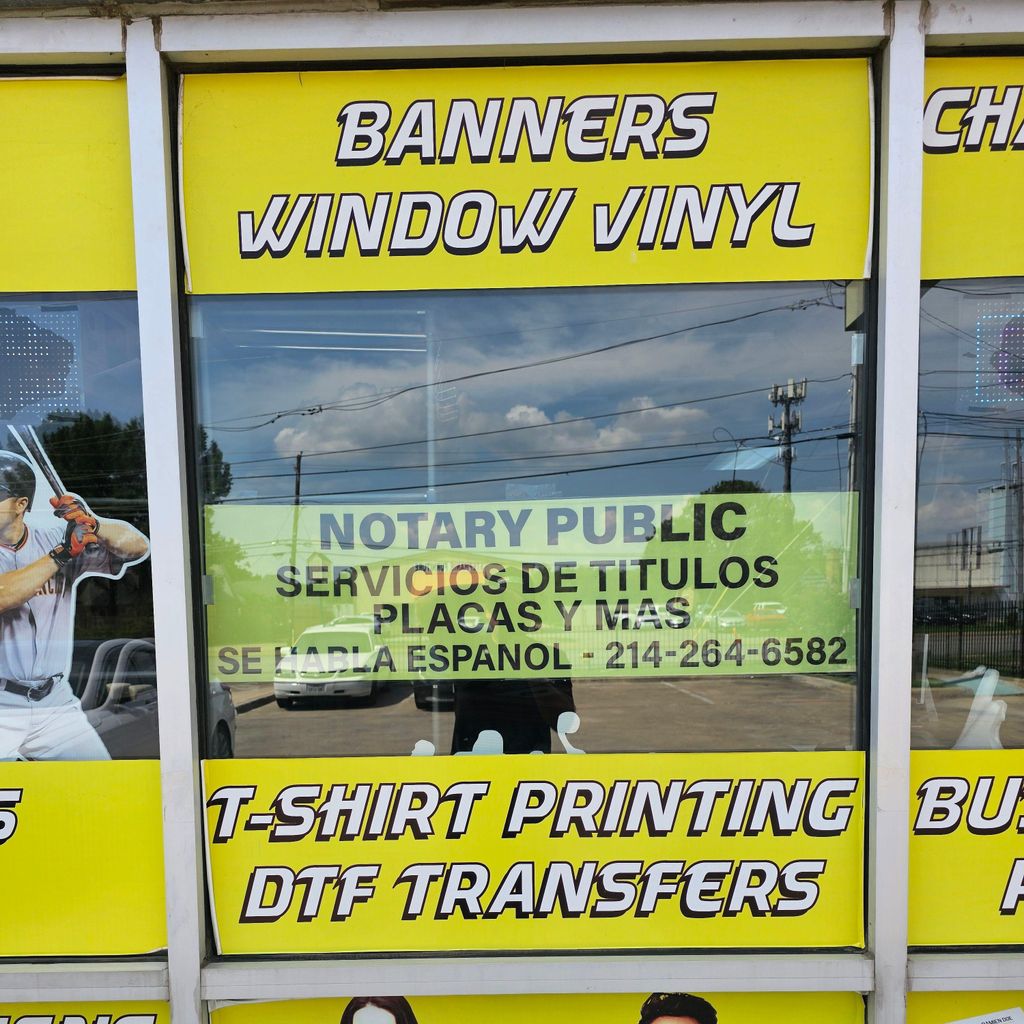 BANNERS
WINDOW VINYL
NOTARY PUBLIC
SERVICIOS DE TITULOS
PLACAS Y MAS
SE HABLA ESPANOL - 214-264-6582
T-SHIRT PRINTING
DTF TRANSFERS